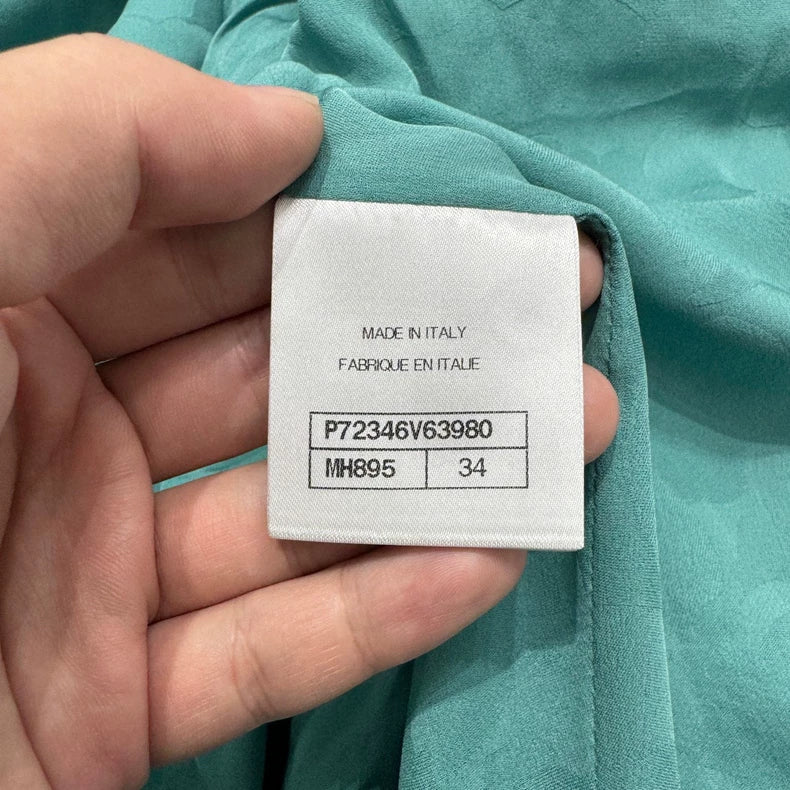 MADE IN ITALY
FABRIQUE EN ITALIE
P72346V63980
MH895 34